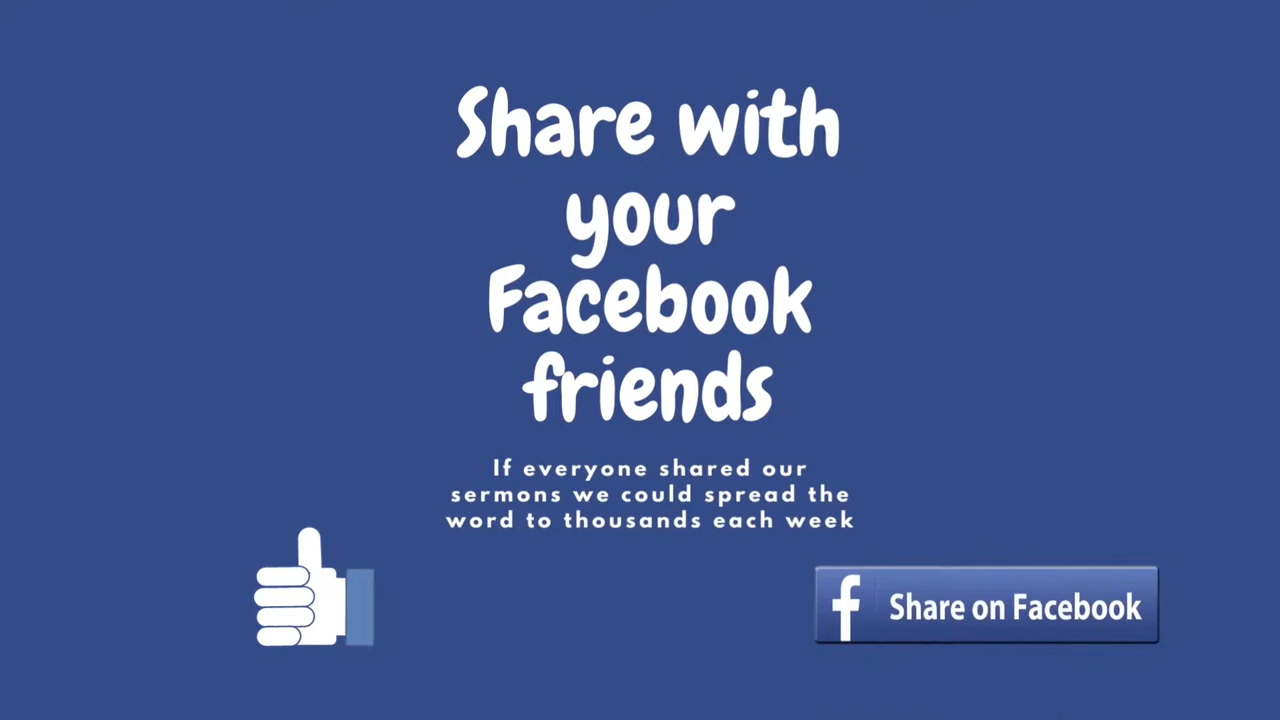 Share with
your
Facebook
friends
If everyone shared our
sermons we could spread the
word to thousands each week
f Share on Facebook